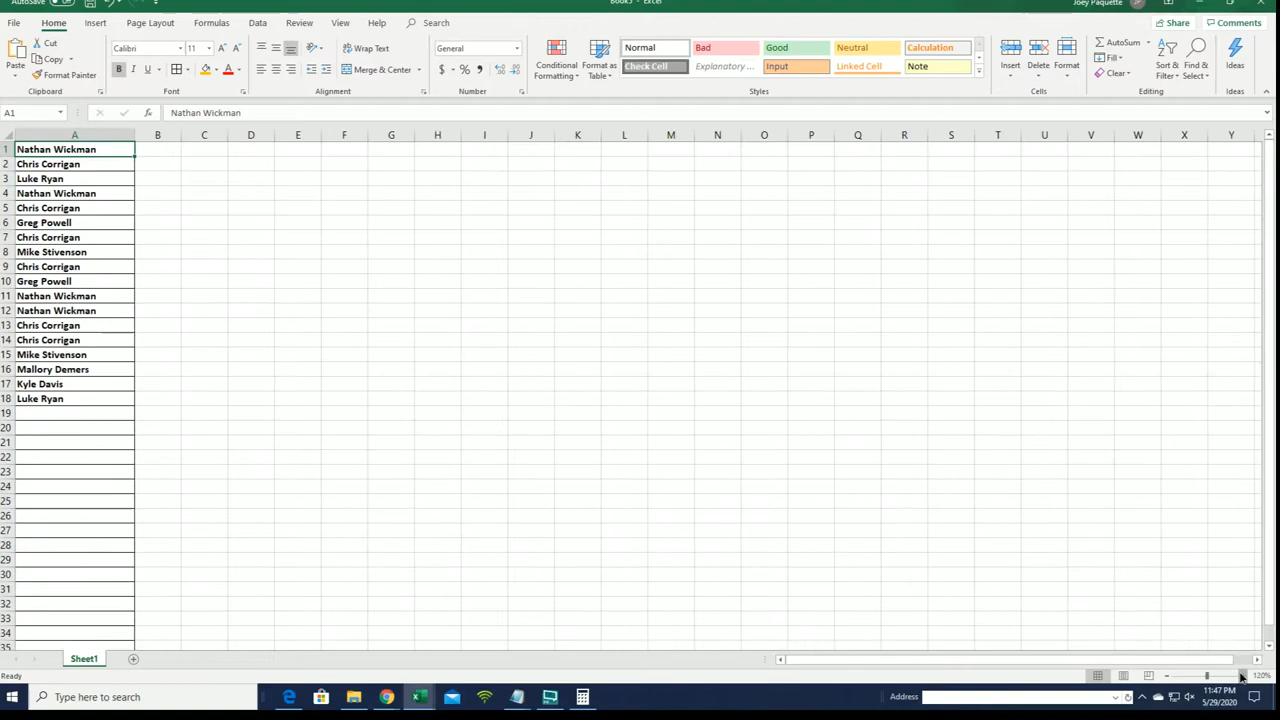 AutoSave Book3 - Excel Joey Paquette JP
File Home Insert Page Layout Formulas Data Review View Help Search Share Comments
Paste Cut Copy Format Painter Clipboard
Calibri 11 B I U Font
Wrap Text Merge & Center Alignment
General $ % , Number
Conditional Formatting Format as Table
Normal Bad Good Neutral Calculation
Check Cell Explanatory ... Input Linked Cell Note
Styles
Insert Delete Format Cells
AutoSum Fill Clear Sort & Filter Find & Select Editing
Ideas Ideas
A1 fx Nathan Wickman
A B C D E F G H I J K L M N O P Q R S T U V W X Y
1 Nathan Wickman
2 Chris Corrigan
3 Luke Ryan
4 Nathan Wickman
5 Chris Corrigan
6 Greg Powell
7 Chris Corrigan
8 Mike Stivenson
9 Chris Corrigan
10 Greg Powell
11 Nathan Wickman
12 Nathan Wickman
13 Chris Corrigan
14 Chris Corrigan
15 Mike Stivenson
16 Mallory Demers
17 Kyle Davis
18 Luke Ryan
19
20
21
22
23
24
25
26
27
28
29
30
31
32
33
34
35
Sheet1
Ready 120%
Type here to search Address 11:47 PM
5/29/2020